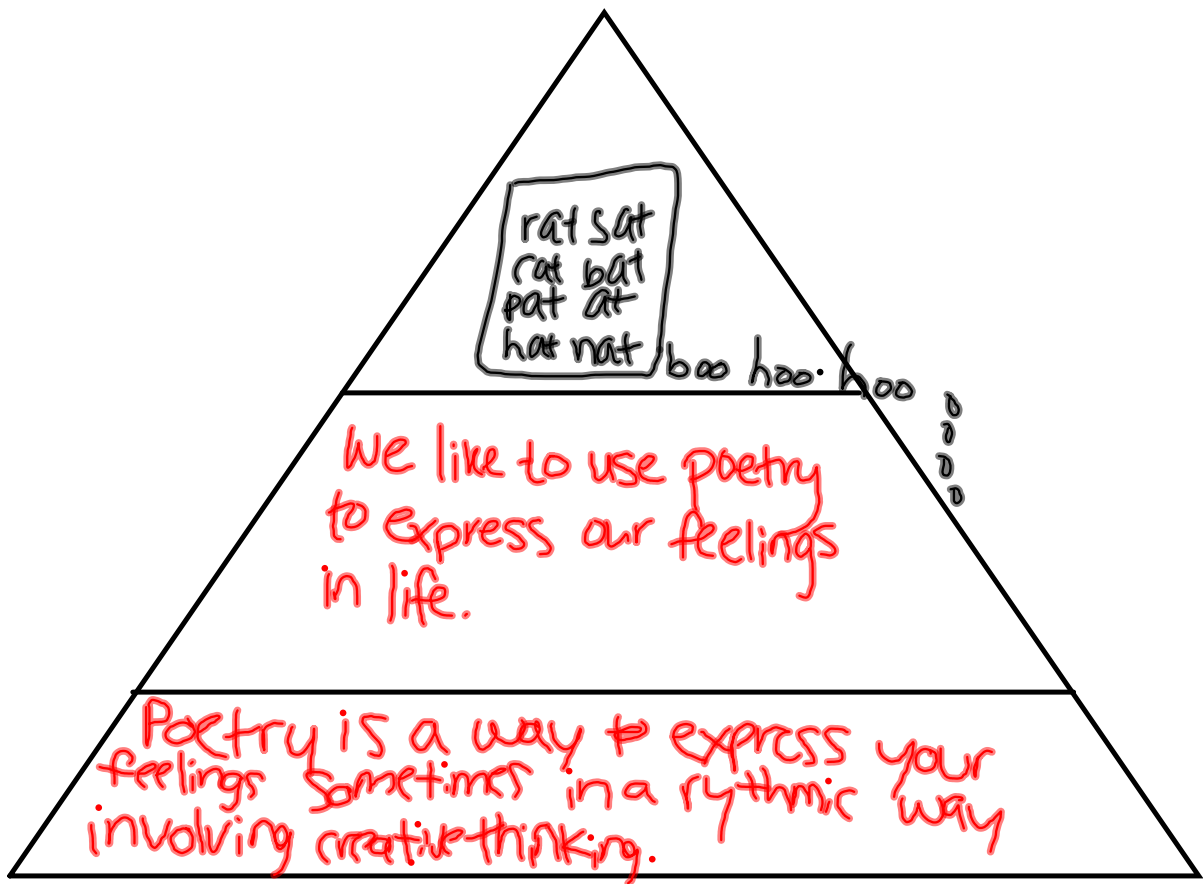 rat sat
cat bat
pat at
hat nat
boo hoo hoo
o
o
o
o
We like to use poetry
to express our feelings
in life.
Poetry is a way to express your
feelings sometimes in a rythmic way
involving creative thinking.